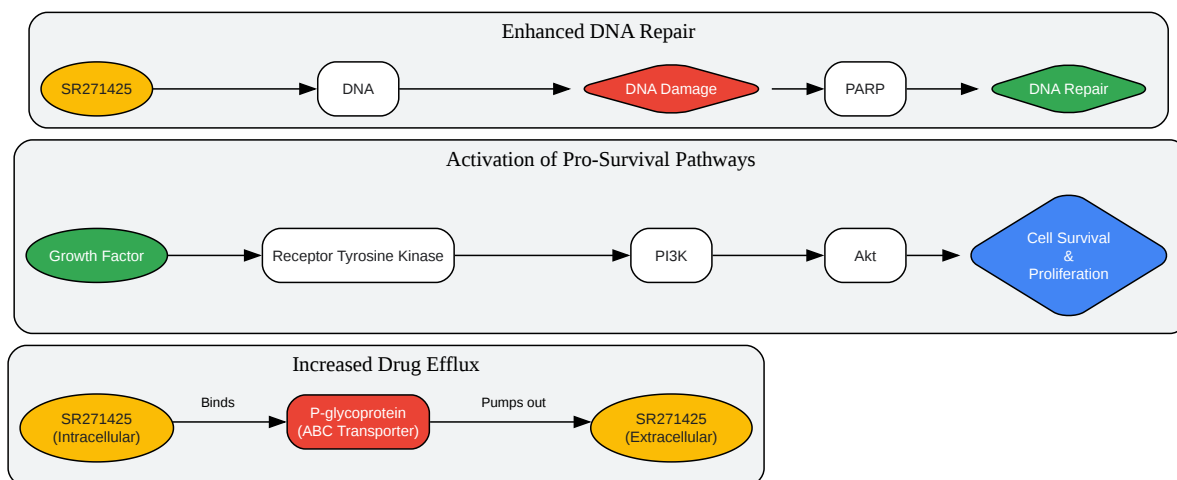 Enhanced DNA Repair
SR271425
DNA
DNA Damage
PARP
DNA Repair
Activation of Pro-Survival Pathways
Growth Factor
Receptor Tyrosine Kinase
PI3K
Akt
Cell Survival
&
Proliferation
Increased Drug Efflux
SR271425
(Intracellular)
Binds
P-glycoprotein
(ABC Transporter)
Pumps out
SR271425
(Extracellular)